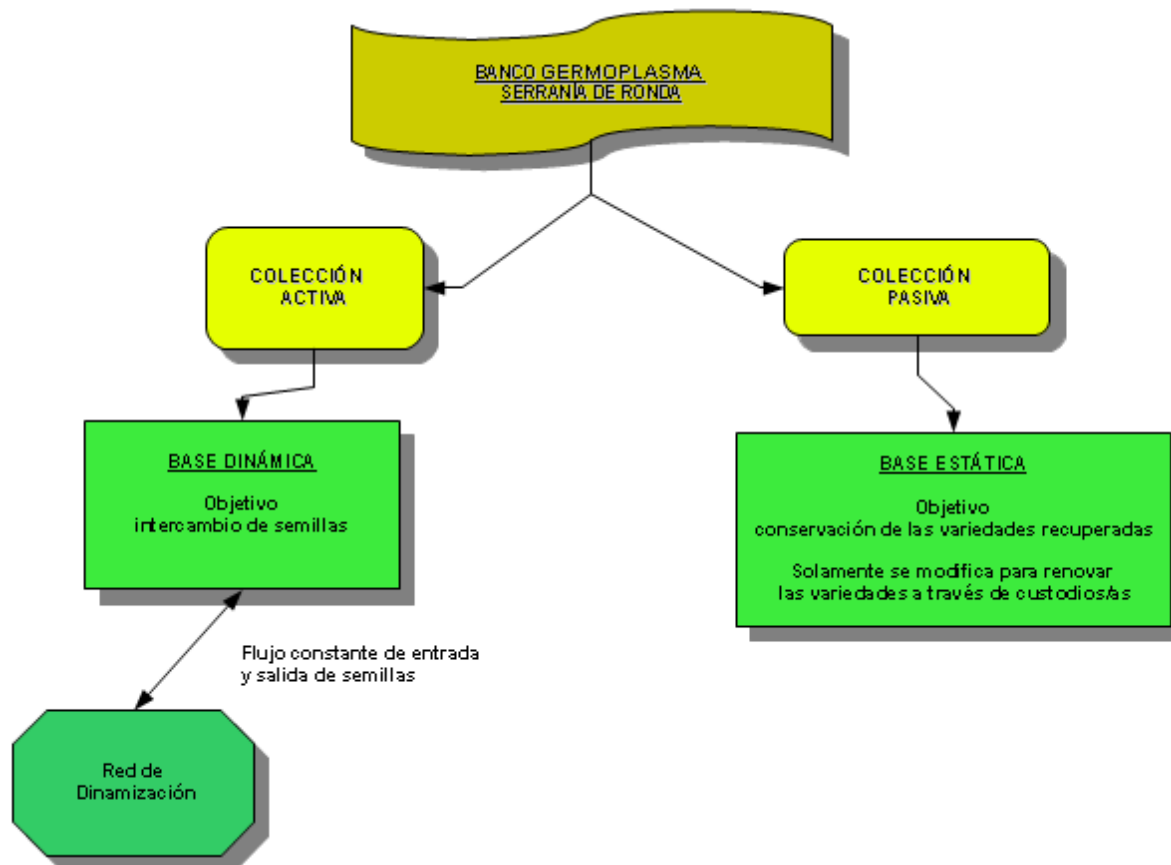 BANCO GERMOPLASMA
SERRANÍA DE RONDA
COLECCIÓN
ACTIVA
COLECCIÓN
PASIVA
BASE DINÁMICA
Objetivo
intercambio de semillas
BASE ESTÁTICA
Objetivo
conservación de las variedades recuperadas
Solamente se modifica para renovar
las variedades a través de custodios/as
Flujo constante de entrada
y salida de semillas
Red de
Dinamización